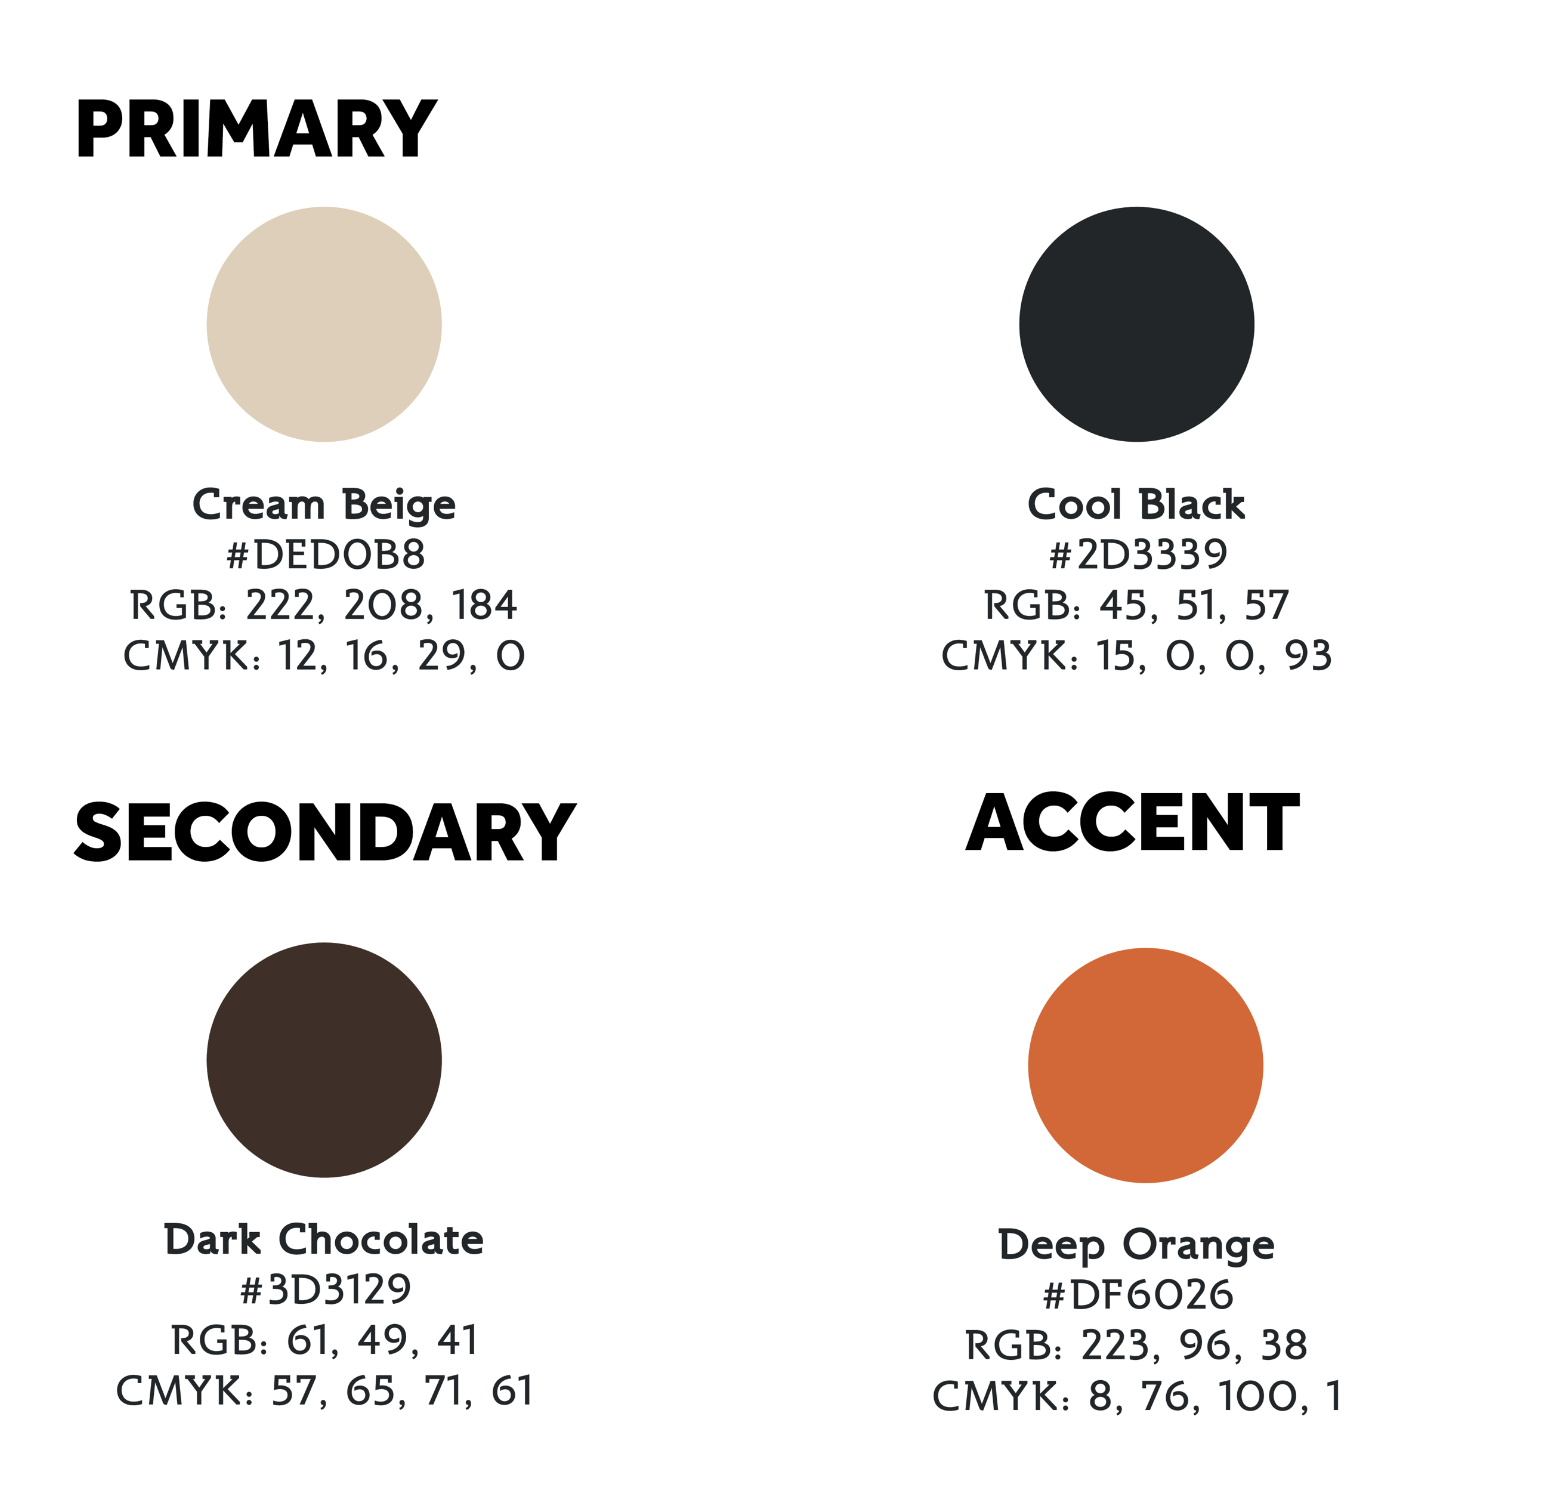 PRIMARY
Cream Beige
#DED0B8
RGB: 222, 208, 184
CMYK: 12, 16, 29, 0
Cool Black
#2D3339
RGB: 45, 51, 57
CMYK: 15, 0, 0, 93
SECONDARY
Dark Chocolate
#3D3129
RGB: 61, 49, 41
CMYK: 57, 65, 71, 61
ACCENT
Deep Orange
#DF6026
RGB: 223, 96, 38
CMYK: 8, 76, 100, 1